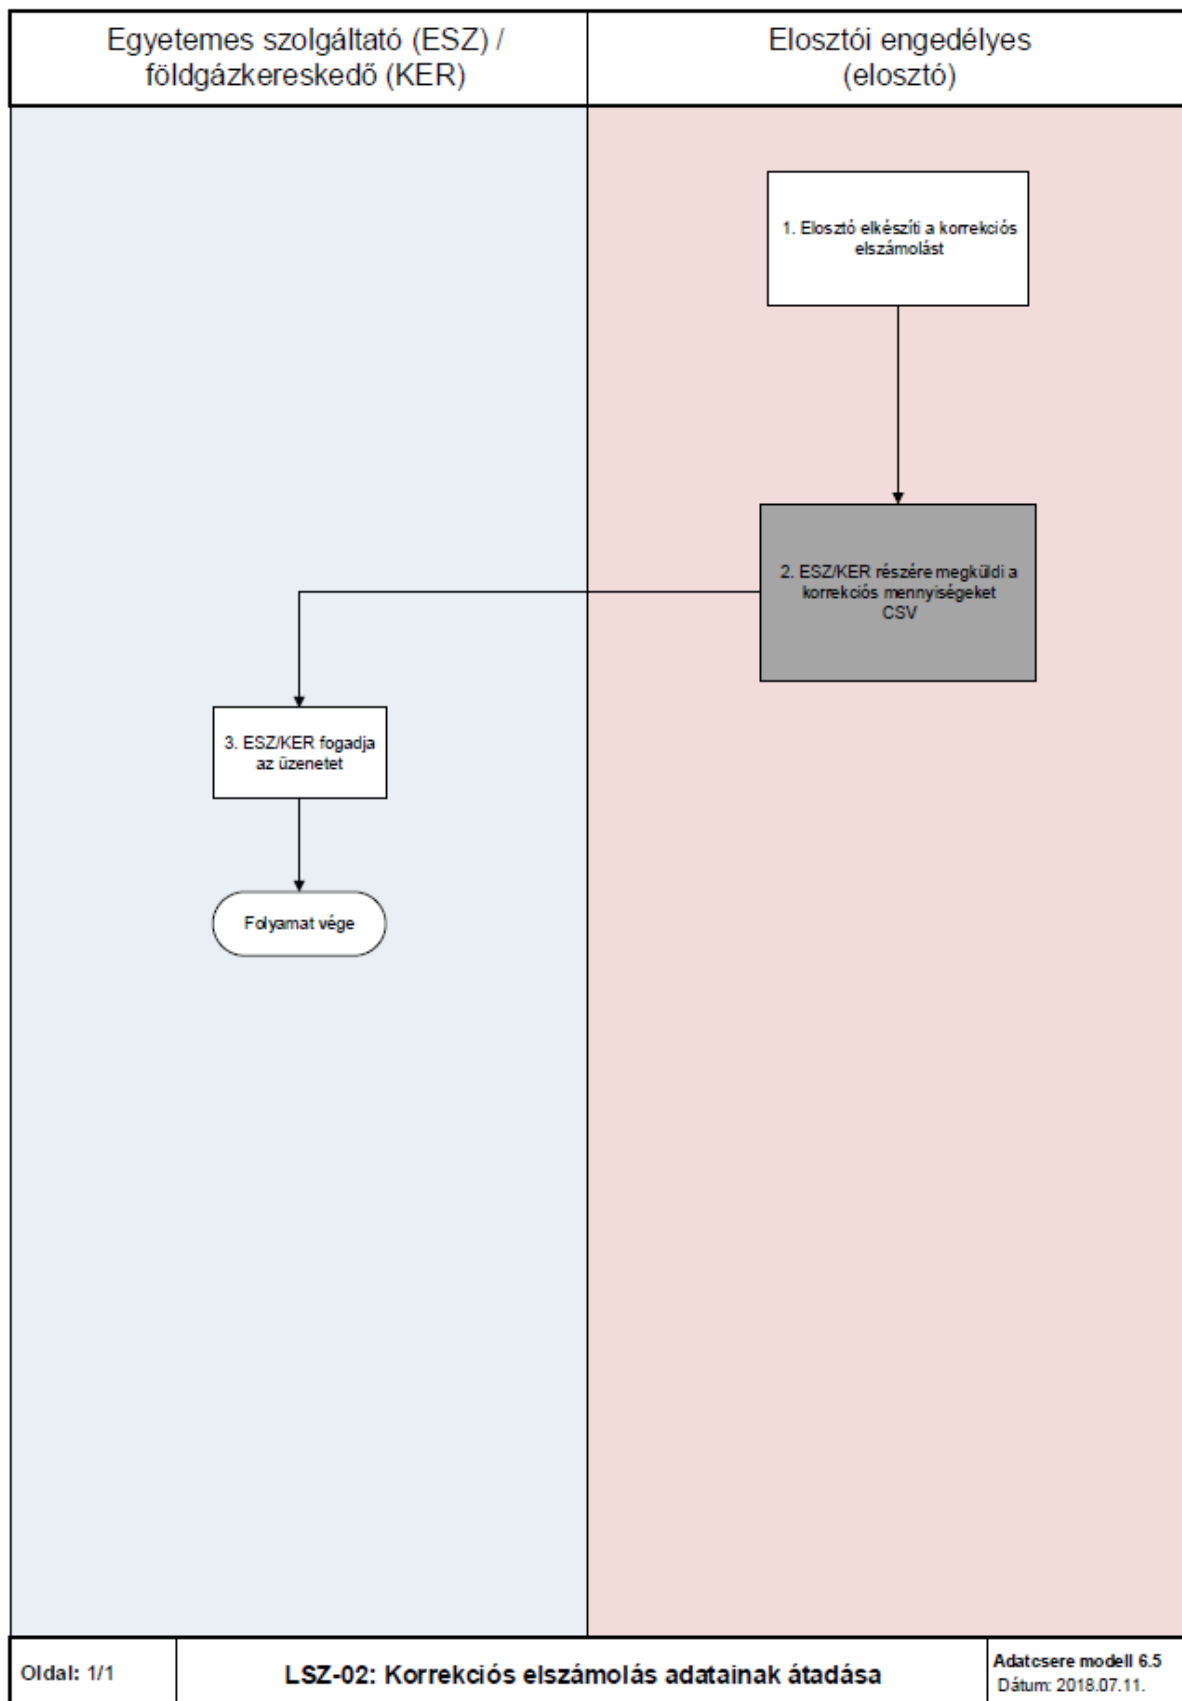 Egyetemes szolgáltató (ESZ) /
földgázkereskedő (KER)
Elosztói engedélyes
(elosztó)
1. Elosztó elkészíti a korrekciós
elszámolást
2. ESZ/KER részére megküldi a
korrekciós mennyiségeket
CSV
3. ESZ/KER fogadja
az üzenetet
Folyamat vége
Oldal: 1/1
LSZ-02: Korrekciós elszámolás adatainak átadása
Adatcsere modell 6.5
Dátum: 2018.07.11.